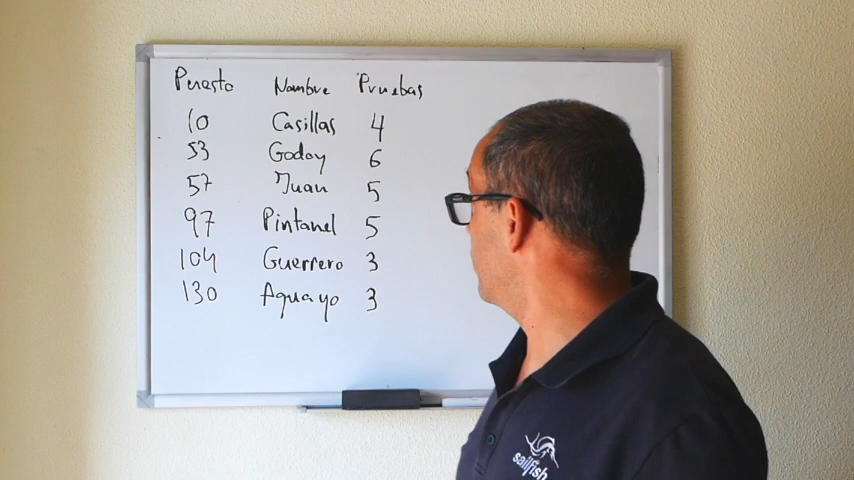 Puesto Nombre Pruebas
10 Casillas 4
53 Godoy 6
57 Juan 5
97 Pintanel 5
104 Guerrero 3
130 Aguayo 3
sailfish